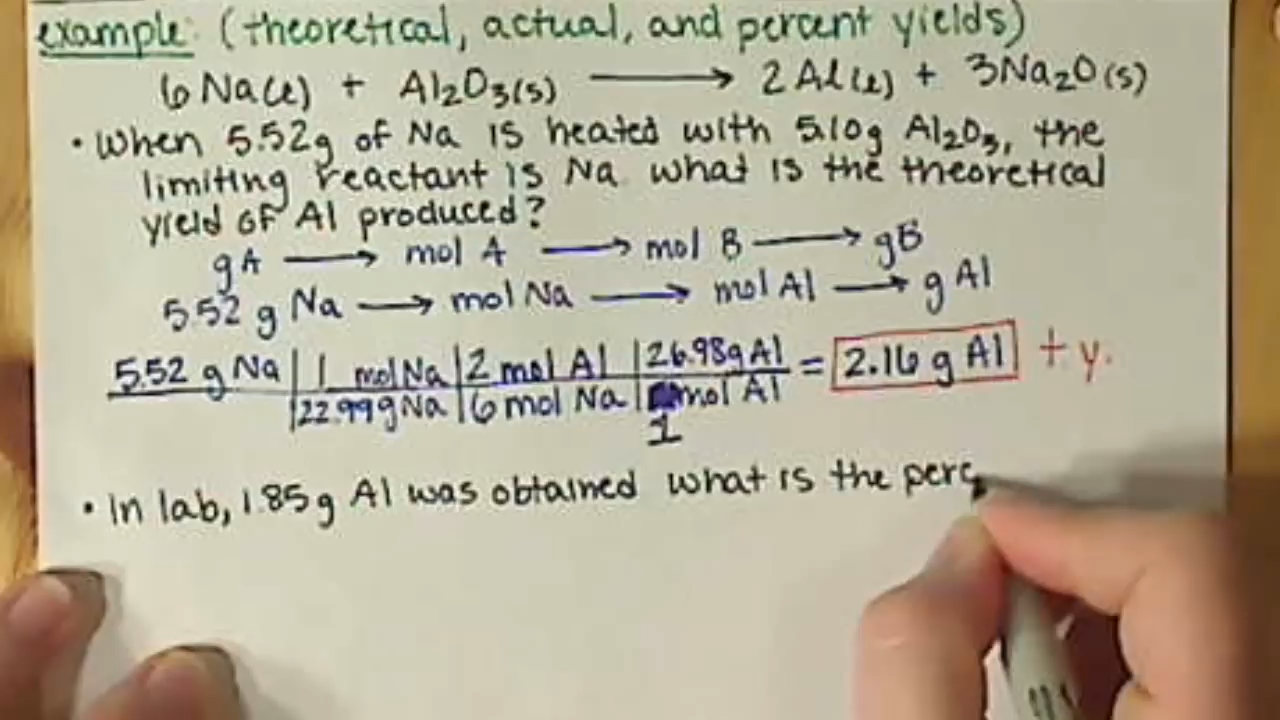 example: (theoretical, actual, and percent yields)
6Na(l) + Al₂O₃(s) ⟶ 2Al(l) + 3Na₂O(s)
• When 5.52g of Na is heated with 5.10g Al₂O₃, the
limiting reactant is Na. what is the theoretical
yield of Al produced?
gA ⟶ mol A ⟶ mol B ⟶ gB
5.52 g Na ⟶ mol Na ⟶ mol Al ⟶ g Al
5.52 g Na | 1 mol Na | 2 mol Al | 26.98g Al = 2.16 g Al t.y.
22.99g Na | 6 mol Na | mol Al
1
• In lab, 1.85g Al was obtained what is the perc